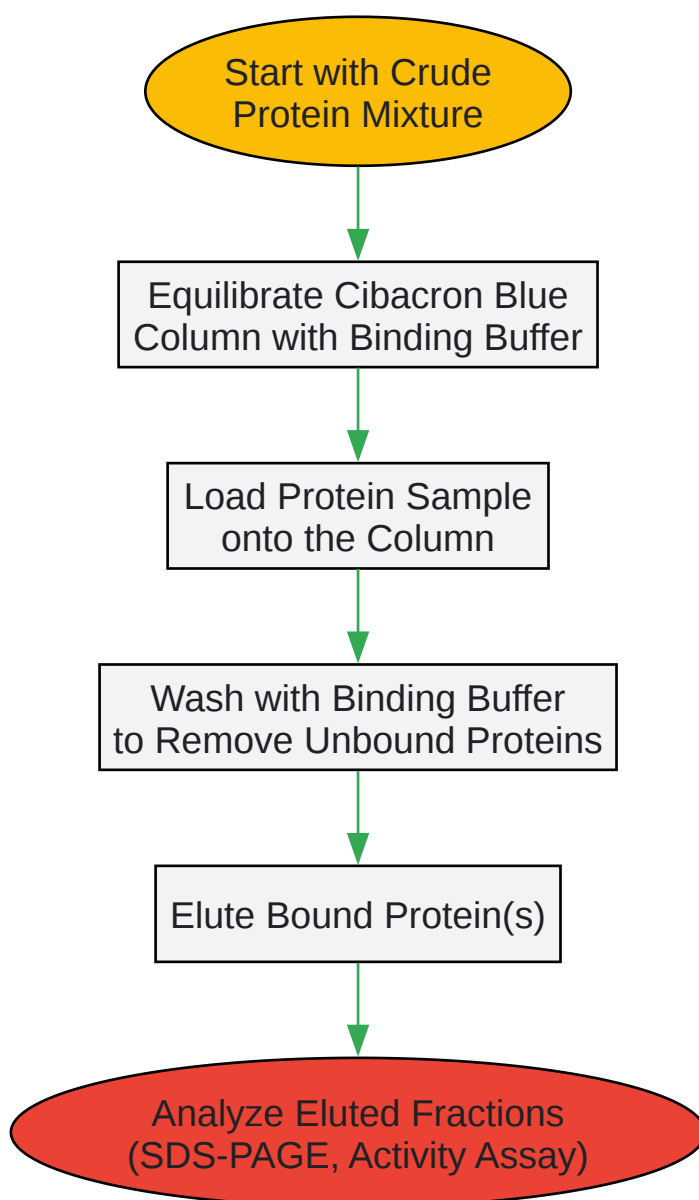 Start with Crude
Protein Mixture
Equilibrate Cibacron Blue
Column with Binding Buffer
Load Protein Sample
onto the Column
Wash with Binding Buffer
to Remove Unbound Proteins
Elute Bound Protein(s)
Analyze Eluted Fractions
(SDS-PAGE, Activity Assay)